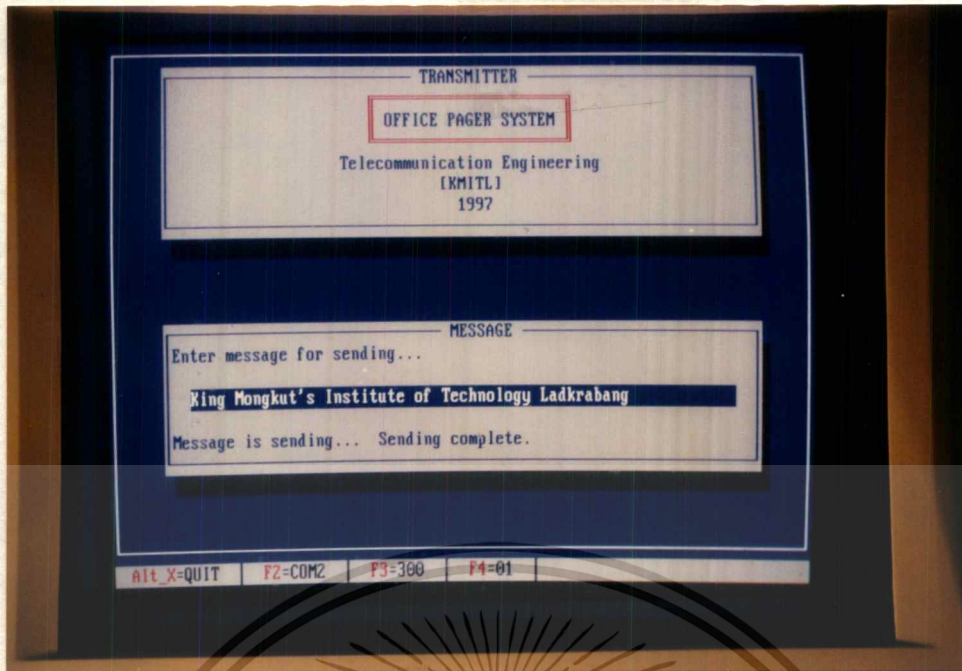 TRANSMITTER
OFFICE PAGER SYSTEM
Telecommunication Engineering
[KMITL]
1997
MESSAGE
Enter message for sending...
King Mongkut's Institute of Technology Ladkrabang
Message is sending... Sending complete.
Alt_X=QUIT F2=COM2 F3=300 F4=01